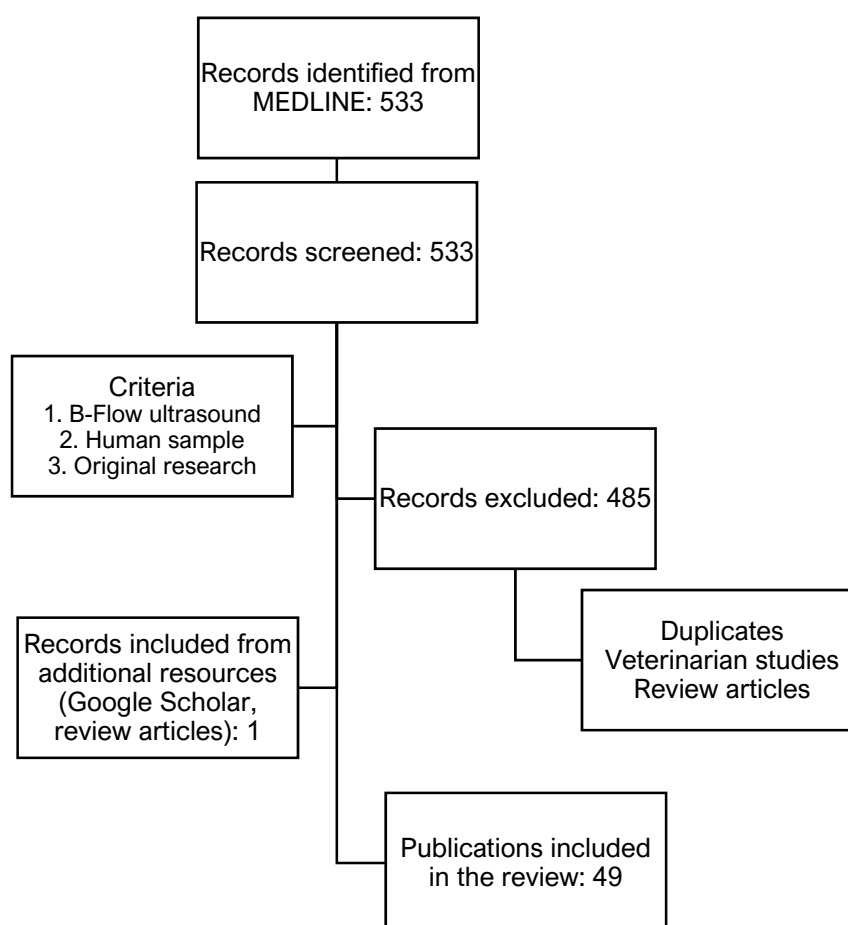 Records identified from
MEDLINE: 533
Records screened: 533
Criteria
1. B-Flow ultrasound
2. Human sample
3. Original research
Records excluded: 485
Duplicates
Veterinarian studies
Review articles
Records included from
additional resources
(Google Scholar,
review articles): 1
Publications included
in the review: 49